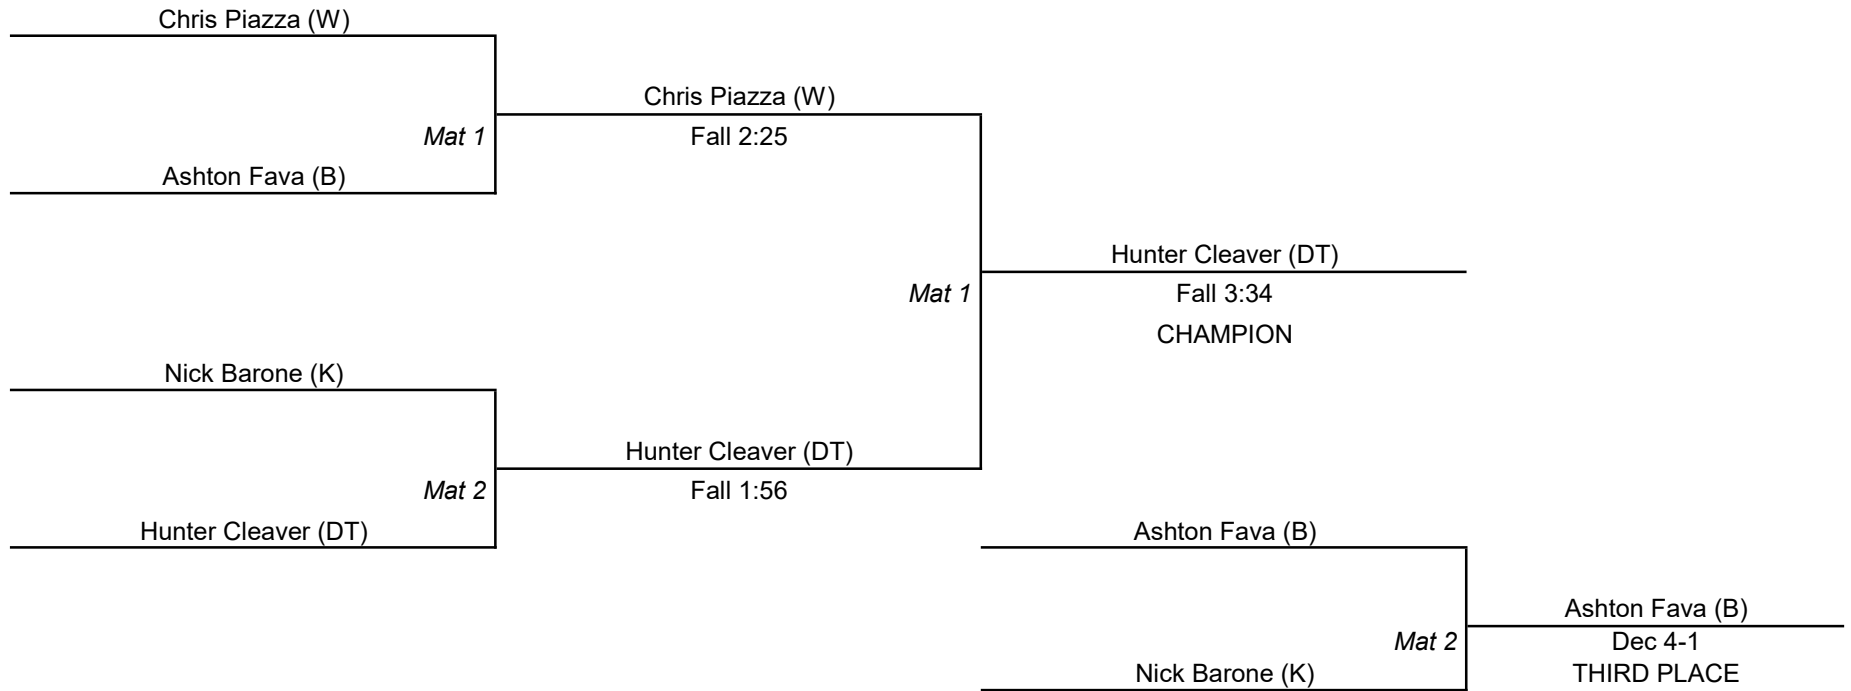 Chris Piazza (W)
Chris Piazza (W)
Mat 1
Fall 2:25
Ashton Fava (B)
Hunter Cleaver (DT)
Mat 1
Fall 3:34
CHAMPION
Nick Barone (K)
Hunter Cleaver (DT)
Mat 2
Fall 1:56
Hunter Cleaver (DT)
Ashton Fava (B)
Ashton Fava (B)
Mat 2
Dec 4-1
Nick Barone (K)
THIRD PLACE